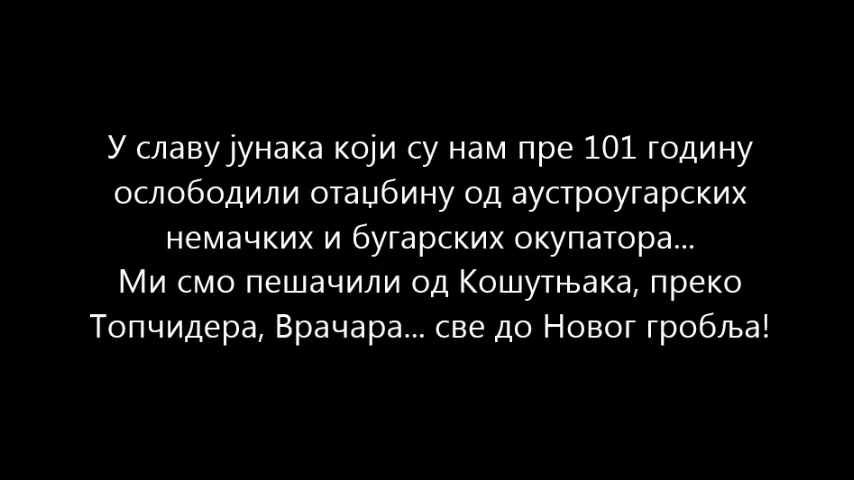 У славу јунака који су нам пре 101 годину
ослободили отаџбину од аустроугарских
немачких и бугарских окупатора...
Ми смо пешачили од Кошутњака, преко
Топчидера, Врачара... све до Новог гробља!